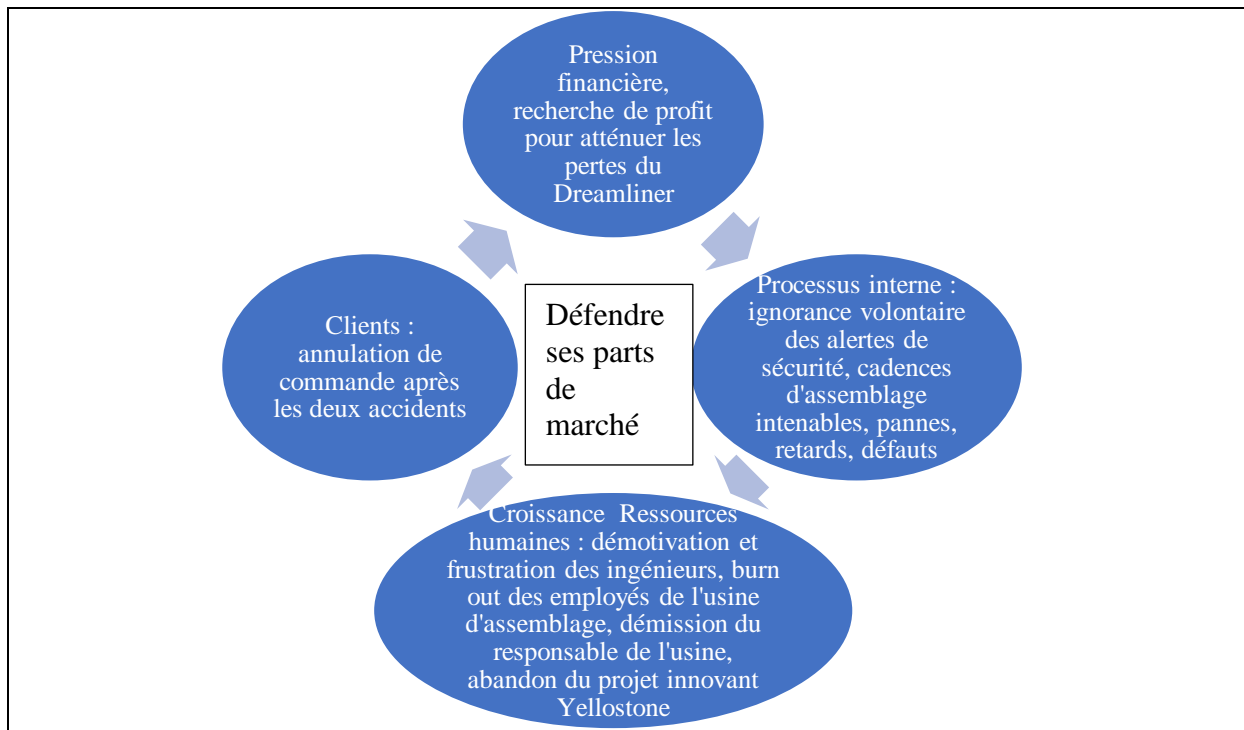 Pression
financière,
recherche de profit
pour atténuer les
pertes du
Dreamliner
Processus interne :
ignorance volontaire
des alertes de
sécurité, cadences
d'assemblage
intenables, pannes,
retards, défauts
Croissance Ressources
humaines : démotivation et
frustration des ingénieurs, burn
out des employés de l'usine
d'assemblage, démission du
responsable de l'usine,
abandon du projet innovant
Yellostone
Clients :
annulation de
commande après
les deux accidents
Défendre
ses parts
de
marché